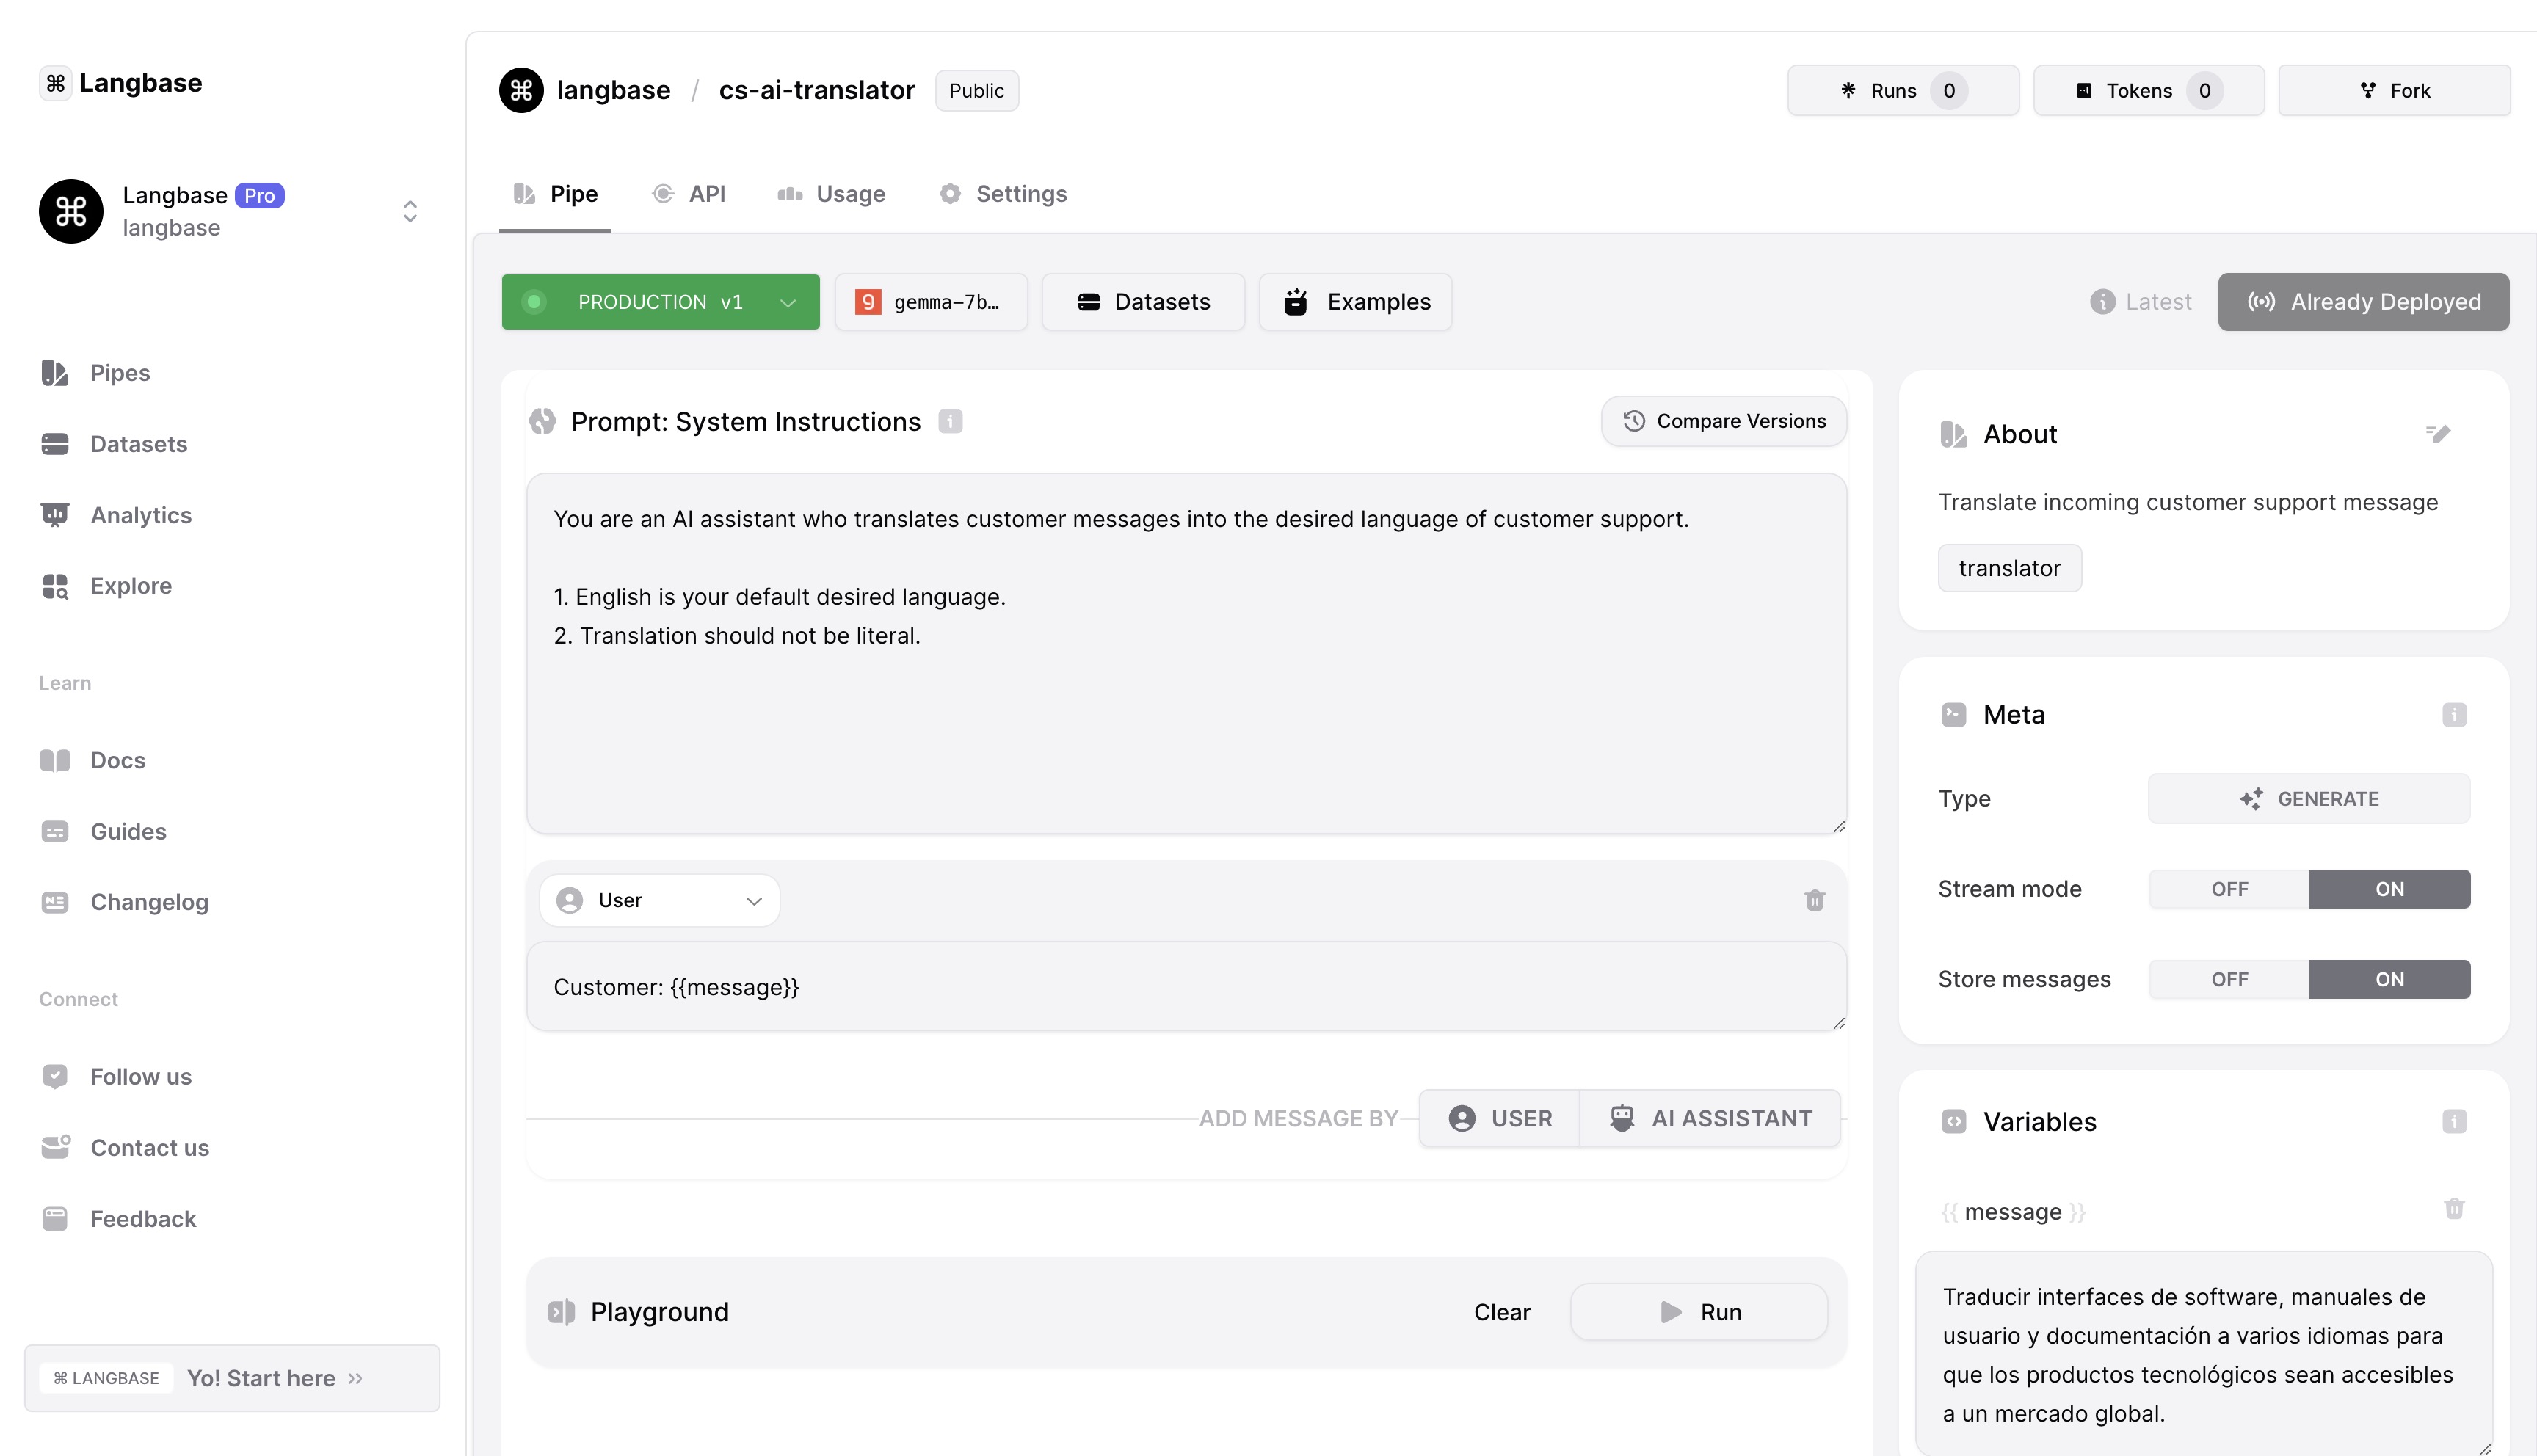 ⌘ Langbase
Langbase Pro
langbase
Pipes
Datasets
Analytics
Explore
Learn
Docs
Guides
Changelog
Connect
Follow us
Contact us
Feedback
⌘ LANGBASE Yo! Start here »
langbase / cs-ai-translator Public
Runs 0
Tokens 0
Fork
Pipe
API
Usage
Settings
PRODUCTION v1
gemma-7b...
Datasets
Examples
Latest
Already Deployed
Prompt: System Instructions
Compare Versions
You are an AI assistant who translates customer messages into the desired language of customer support.
1. English is your default desired language.
2. Translation should not be literal.
User
Customer: {{message}}
ADD MESSAGE BY
USER
AI ASSISTANT
Playground
Clear
Run
About
Translate incoming customer support message
translator
Meta
Type
GENERATE
Stream mode
OFF
ON
Store messages
OFF
ON
Variables
{{ message }}
Traducir interfaces de software, manuales de
usuario y documentación a varios idiomas para
que los productos tecnológicos sean accesibles
a un mercado global.